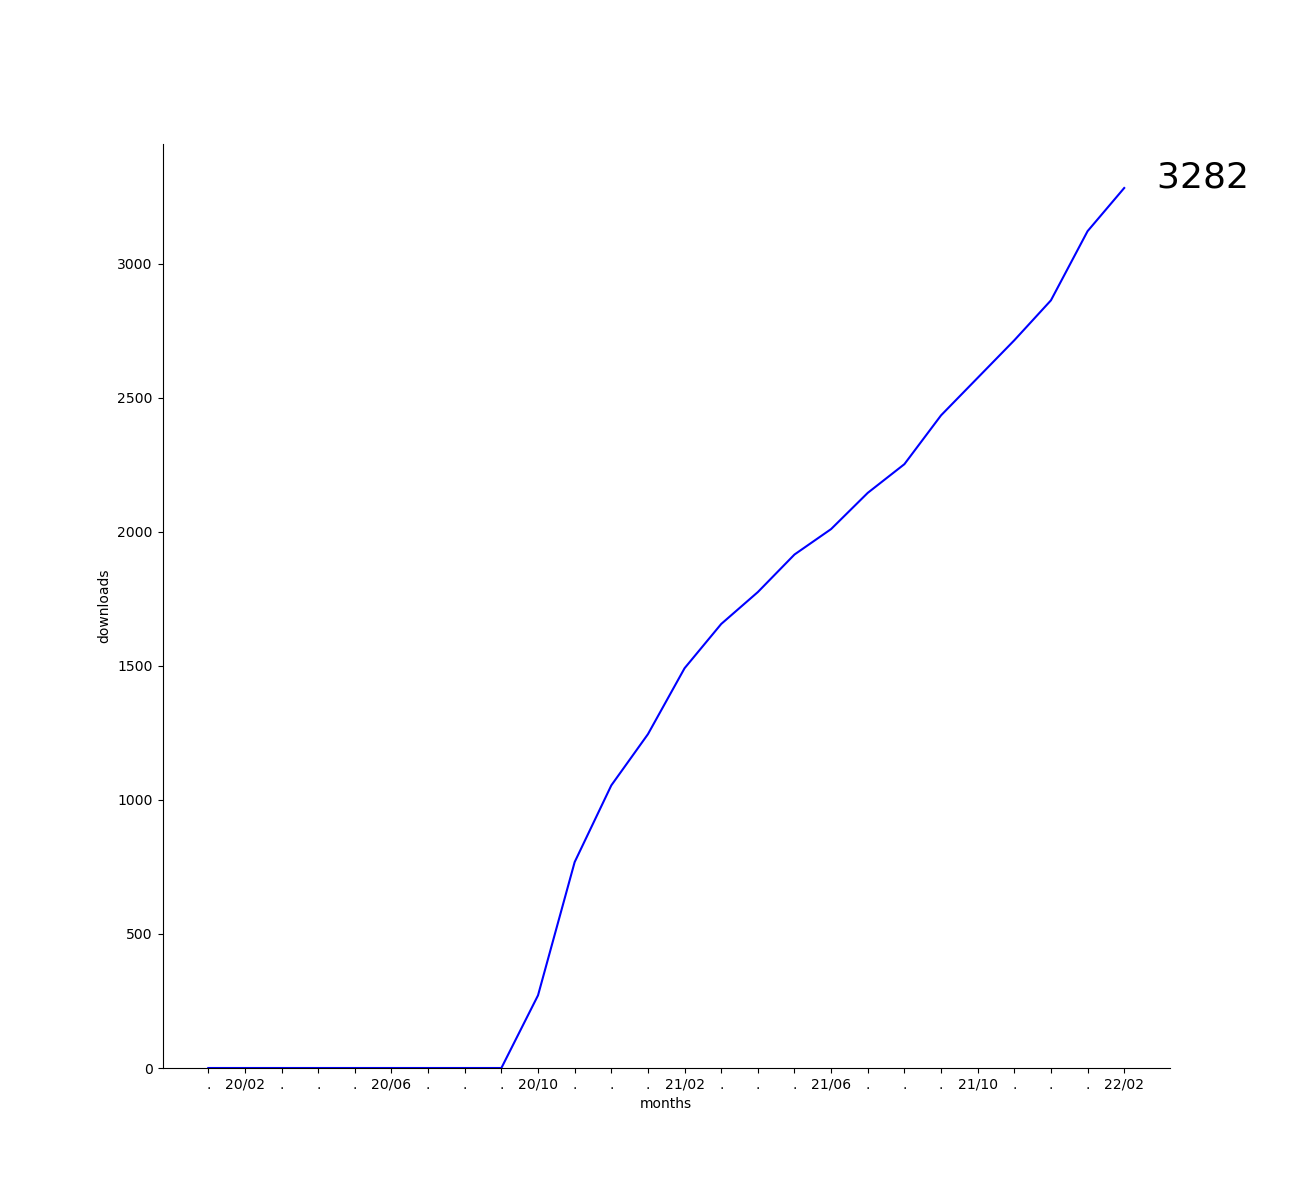 3282
3000
2500
2000
1500
1000
500
0
downloads
. 20/02 . . . 20/06 . . . 20/10 . . . 21/02 . . . 21/06 . . . 21/10 . . . 22/02
months